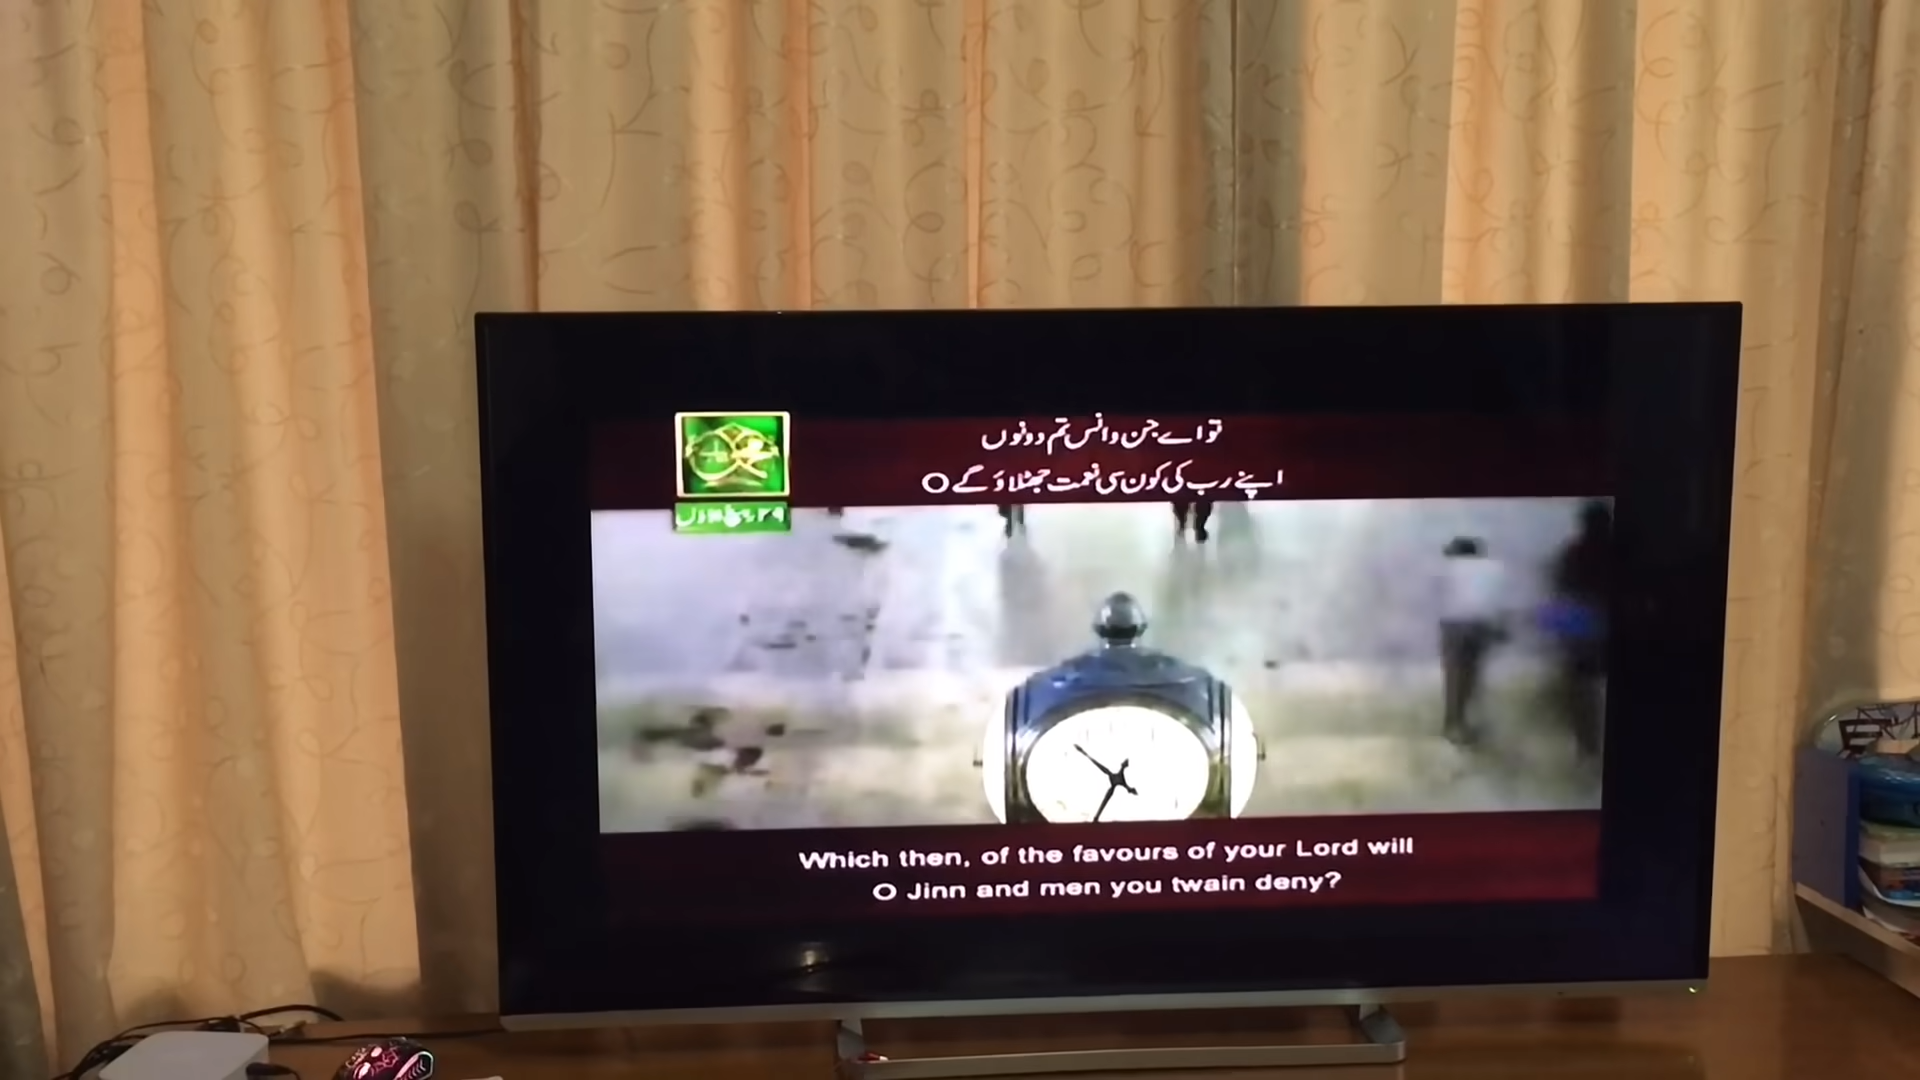 تو اے جن و انس تم دونوں
اپنے رب کی کون سی نعمت جھٹلاؤ گے O
Which then, of the favours of your Lord will
O Jinn and men you twain deny?